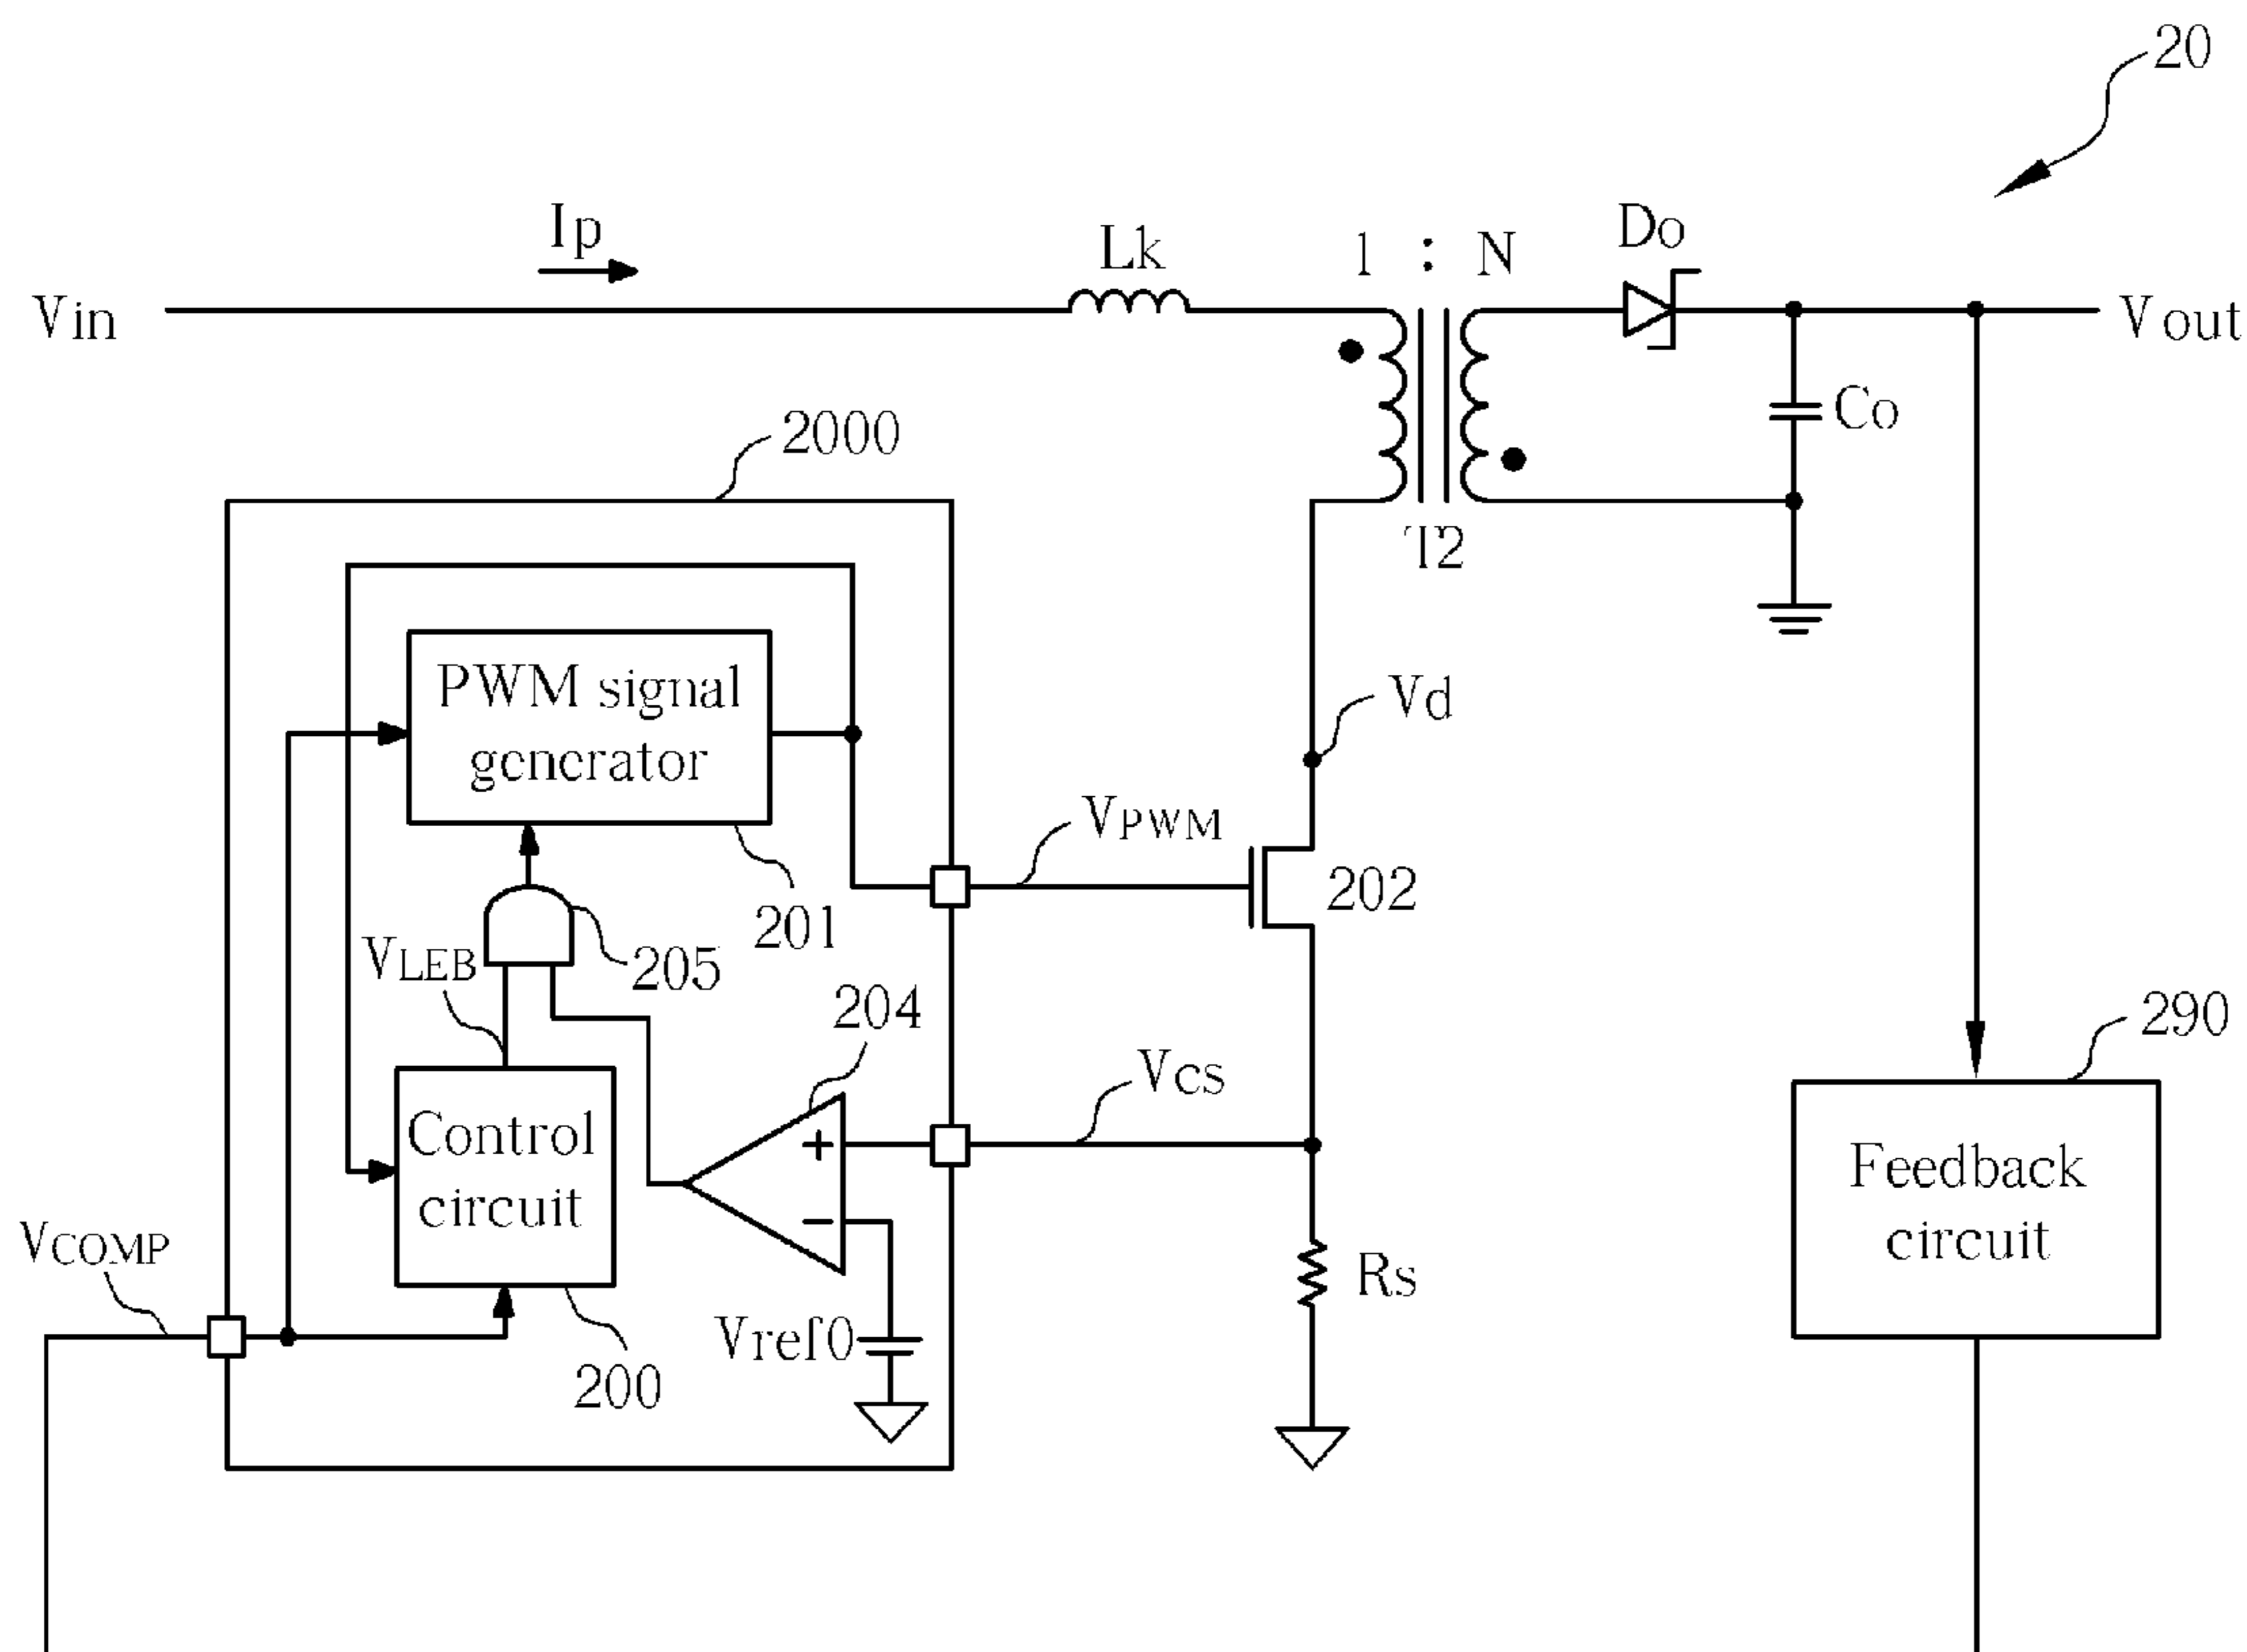 20
Ip
Lk
1 : N
Do
Vin
Vout
Co
2000
T2
PWM signal
generator
Vd
VPWM
202
201
VLEB
205
204
290
Vcs
Control
circuit
Feedback
circuit
VCOMP
Rs
Vref0
200
+
−